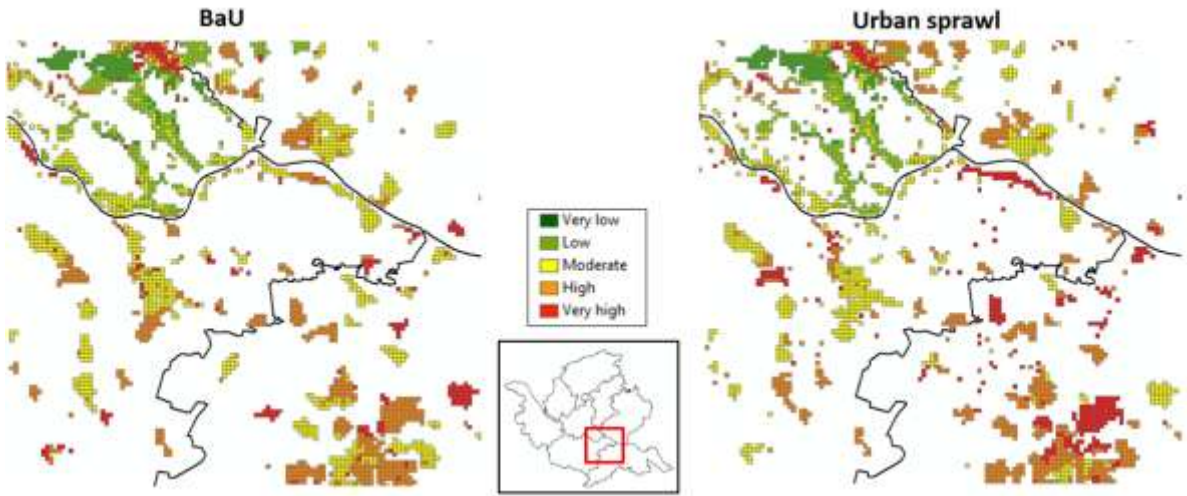 BaU
Urban sprawl
Very low
Low
Moderate
High
Very high